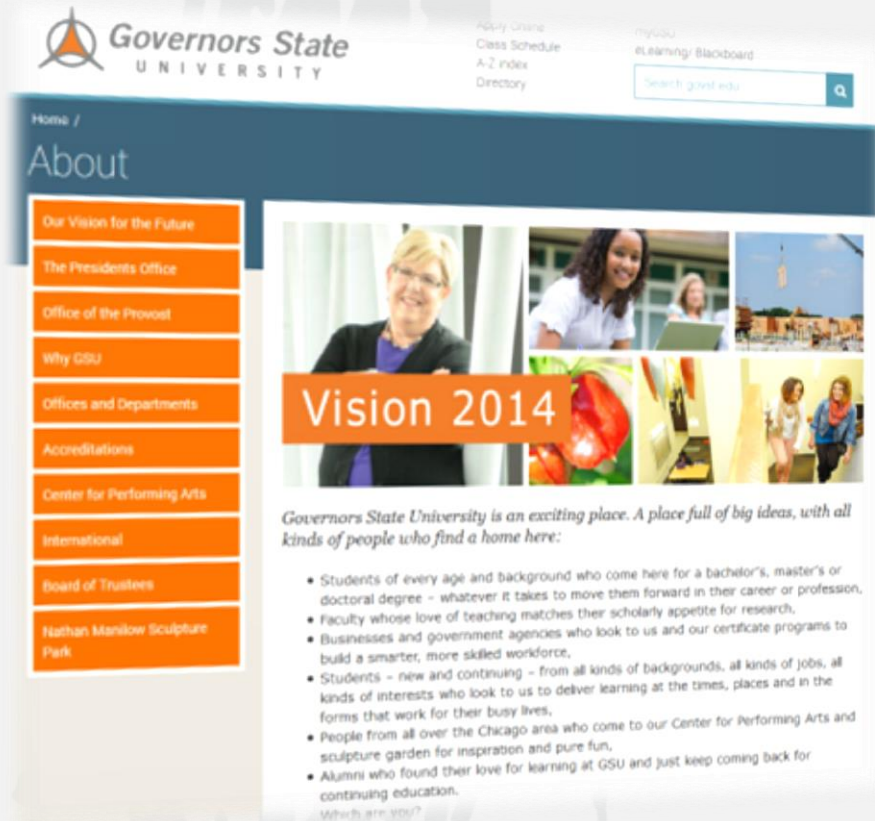 Governors State
UNIVERSITY
Apply Online
Class Schedule
A-Z index
Directory
myGSU
eLearning/ Blackboard
Search govst.edu
Home /
About
Our Vision for the Future
The Presidents Office
Office of the Provost
Why GSU
Offices and Departments
Accreditations
Center for Performing Arts
International
Board of Trustees
Nathan Manilow Sculpture
Park
Vision 2014
Governors State University is an exciting place. A place full of big ideas, with all
kinds of people who find a home here:
• Students of every age and background who come here for a bachelor's, master's or
doctoral degree – whatever it takes to move them forward in their career or profession.
• Faculty whose love of teaching matches their scholarly appetite for research.
• Businesses and government agencies who look to us and our certificate programs to
build a smarter, more skilled workforce.
• Students – new and continuing – from all kinds of backgrounds, all kinds of jobs, all
kinds of interests who look to us to deliver learning at the times, places and in the
forms that work for their busy lives.
• People from all over the Chicago area who come to our Center for Performing Arts and
sculpture garden for inspiration and pure fun.
• Alumni who found their love for learning at GSU and just keep coming back for
continuing education.
Which are you?